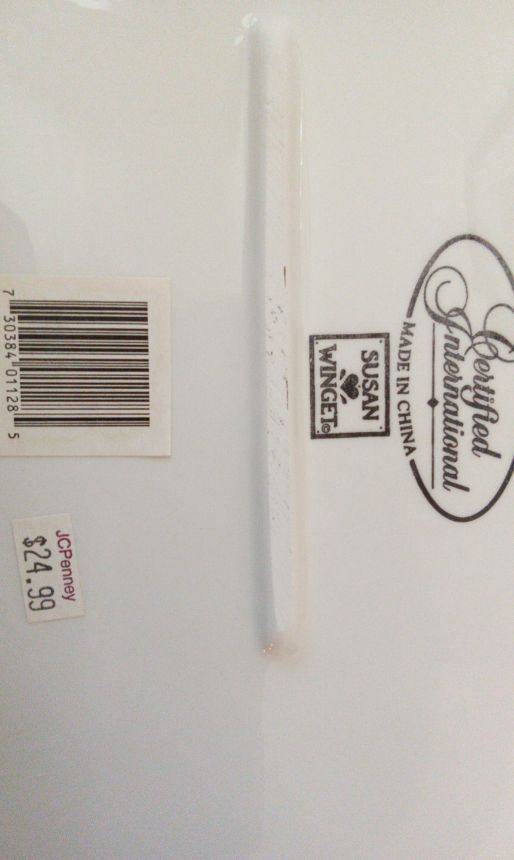 Certified
International
MADE IN CHINA
SUSAN
WINGET©
7 30384 01128 5
JCPenney
$24.99